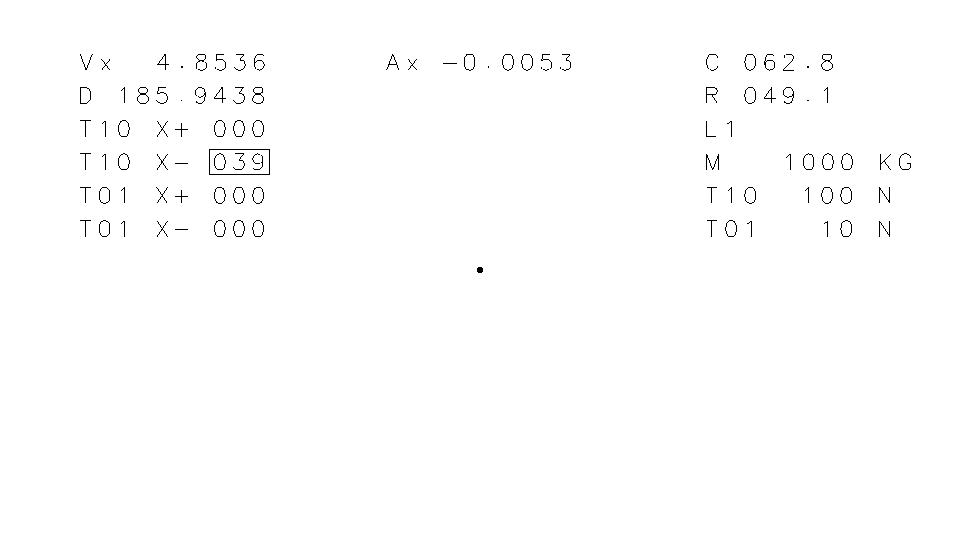 Vx 4.8536
D 185.9438
T10 X+ 000
T10 X- 039
T01 X+ 000
T01 X- 000
Ax -0.0053
C 062.8
R 049.1
L1
M 1000 KG
T10 100 N
T01 10 N